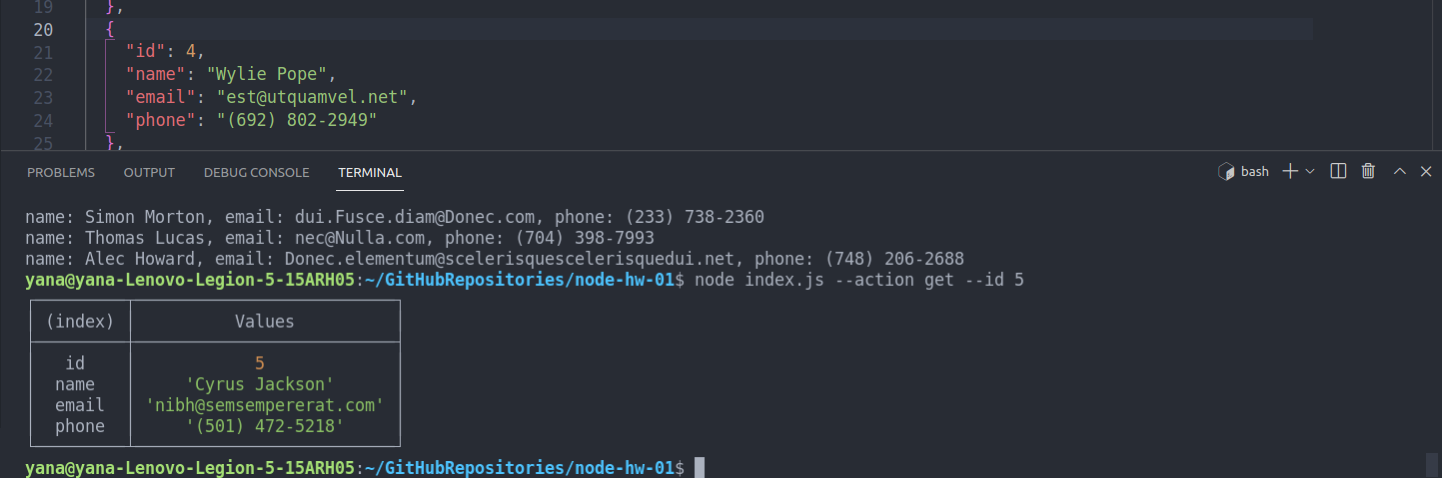 19 },
20 {
21 "id": 4,
22 "name": "Wylie Pope",
23 "email": "est@utquamvel.net",
24 "phone": "(692) 802-2949"
25 },
PROBLEMS OUTPUT DEBUG CONSOLE TERMINAL bash
name: Simon Morton, email: dui.Fusce.diam@Donec.com, phone: (233) 738-2360
name: Thomas Lucas, email: nec@Nulla.com, phone: (704) 398-7993
name: Alec Howard, email: Donec.elementum@scelerisquescelerisquedui.net, phone: (748) 206-2688
yana@yana-Lenovo-Legion-5-15ARH05:~/GitHubRepositories/node-hw-01$ node index.js --action get --id 5
(index) Values
id 5
name 'Cyrus Jackson'
email 'nibh@semsempererat.com'
phone '(501) 472-5218'
yana@yana-Lenovo-Legion-5-15ARH05:~/GitHubRepositories/node-hw-01$